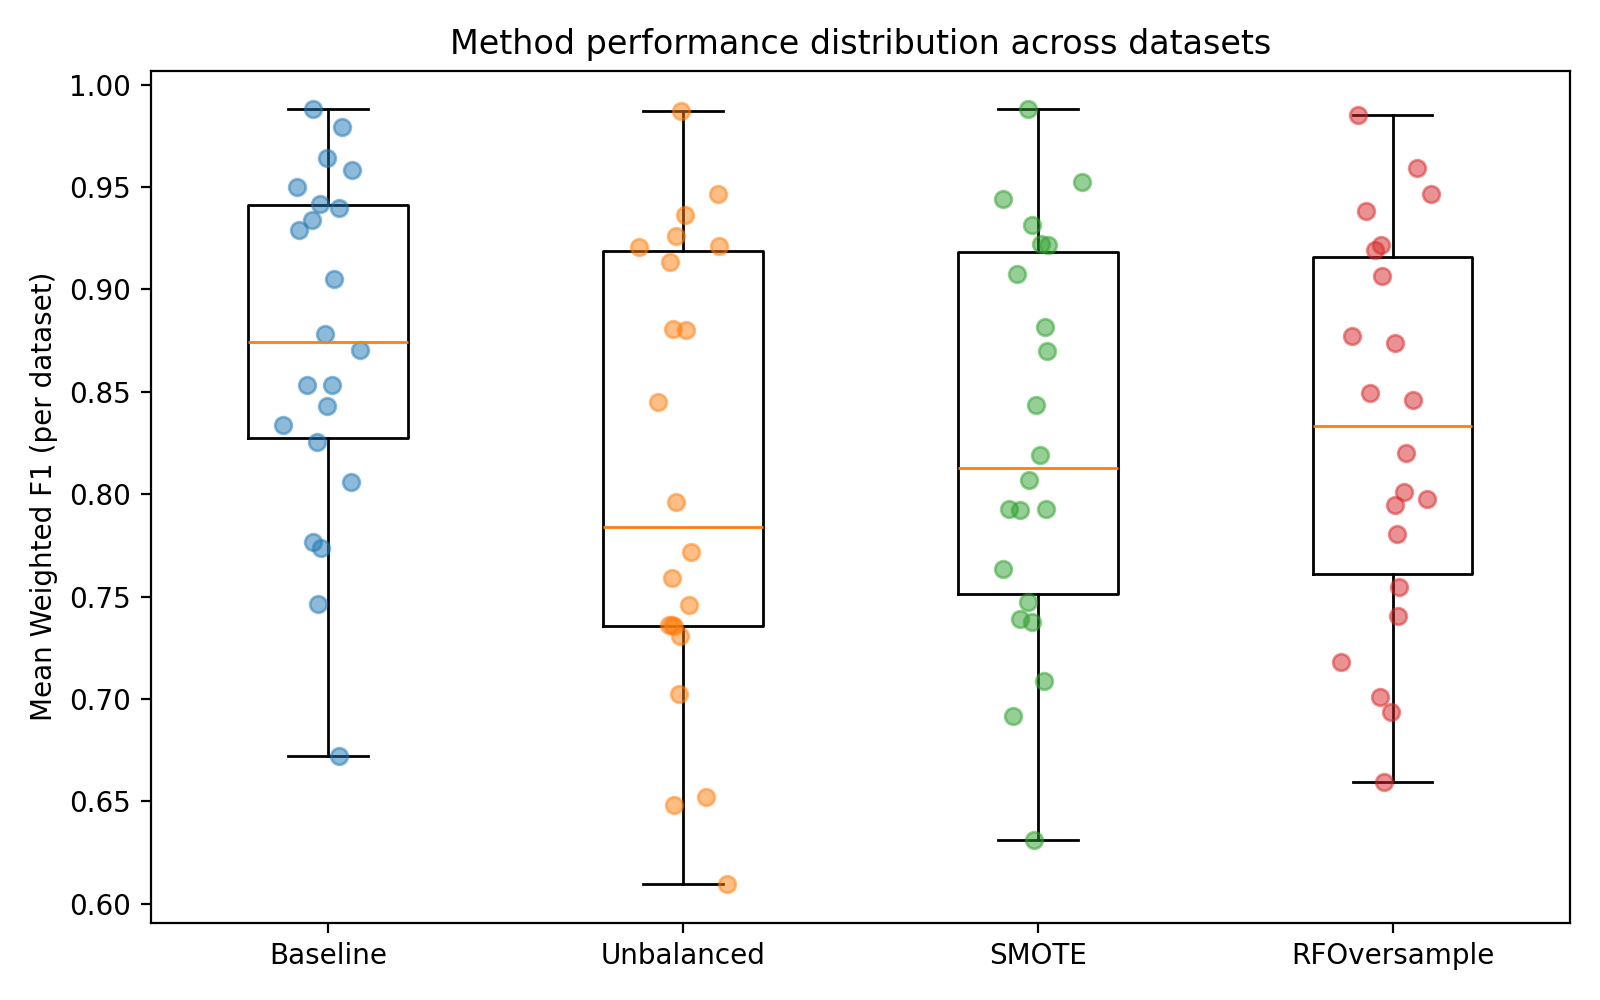 Method performance distribution across datasets
Mean Weighted F1 (per dataset)
1.00
0.95
0.90
0.85
0.80
0.75
0.70
0.65
0.60
Baseline
Unbalanced
SMOTE
RFOversample